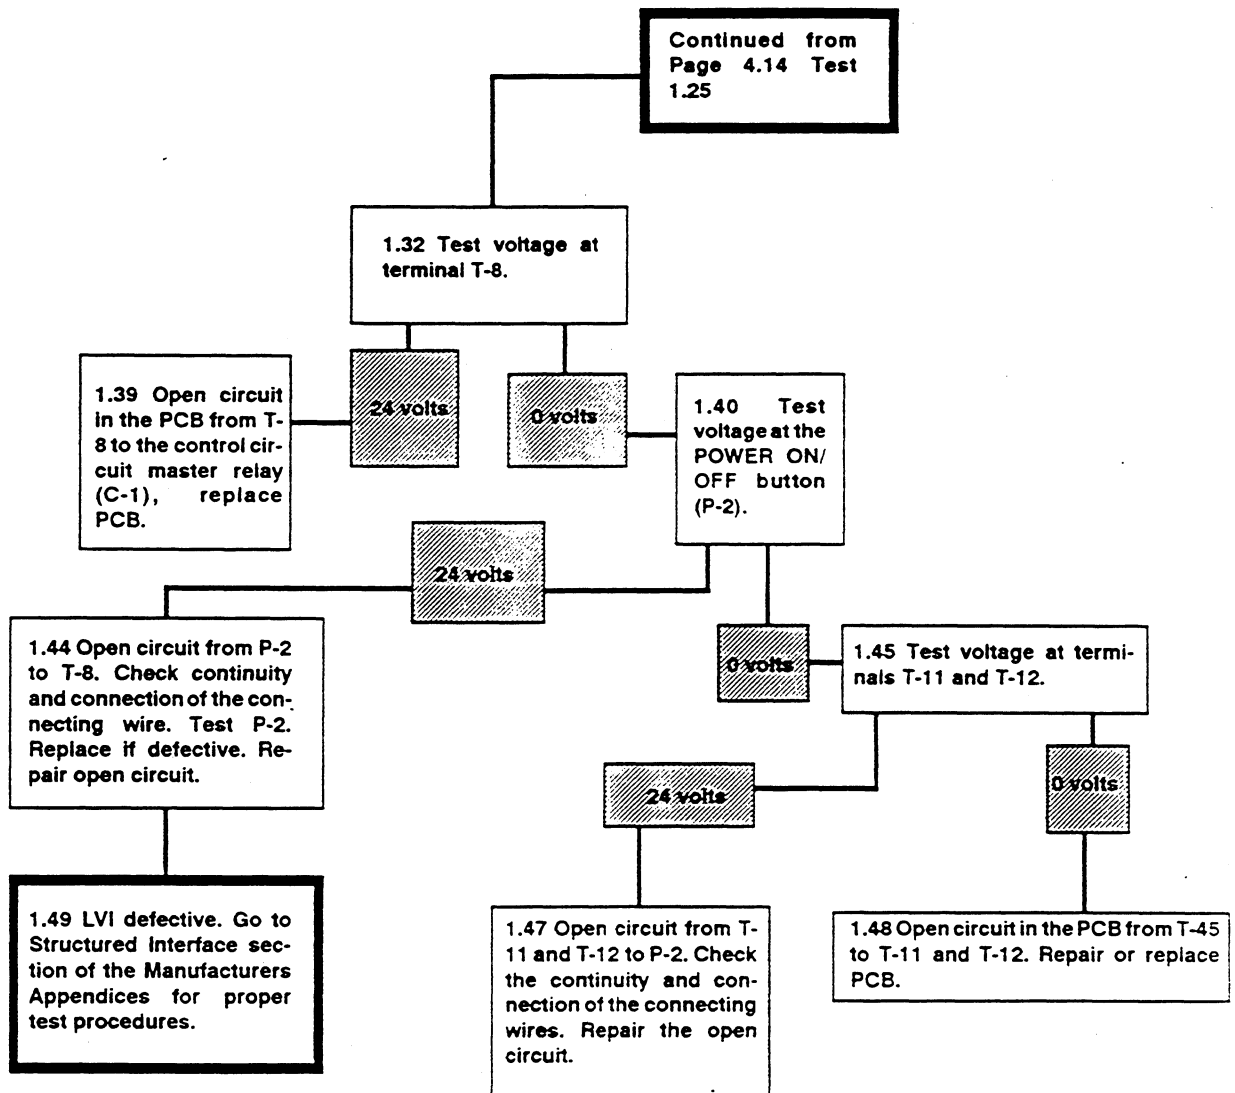 Continued from
Page 4.14 Test
1.25
1.32 Test voltage at
terminal T-8.
24 volts
0 volts
1.39 Open circuit
in the PCB from T-
8 to the control cir-
cuit master relay
(C-1), replace
PCB.
1.40 Test
voltage at the
POWER ON/
OFF button
(P-2).
24 volts
0 volts
1.44 Open circuit from P-2
to T-8. Check continuity
and connection of the con-
necting wire. Test P-2.
Replace if defective. Re-
pair open circuit.
1.45 Test voltage at termi-
nals T-11 and T-12.
24 volts
0 volts
1.49 LVI defective. Go to
Structured Interface sec-
tion of the Manufacturers
Appendices for proper
test procedures.
1.47 Open circuit from T-
11 and T-12 to P-2. Check
the continuity and con-
nection of the connecting
wires. Repair the open
circuit.
1.48 Open circuit in the PCB from T-45
to T-11 and T-12. Repair or replace
PCB.